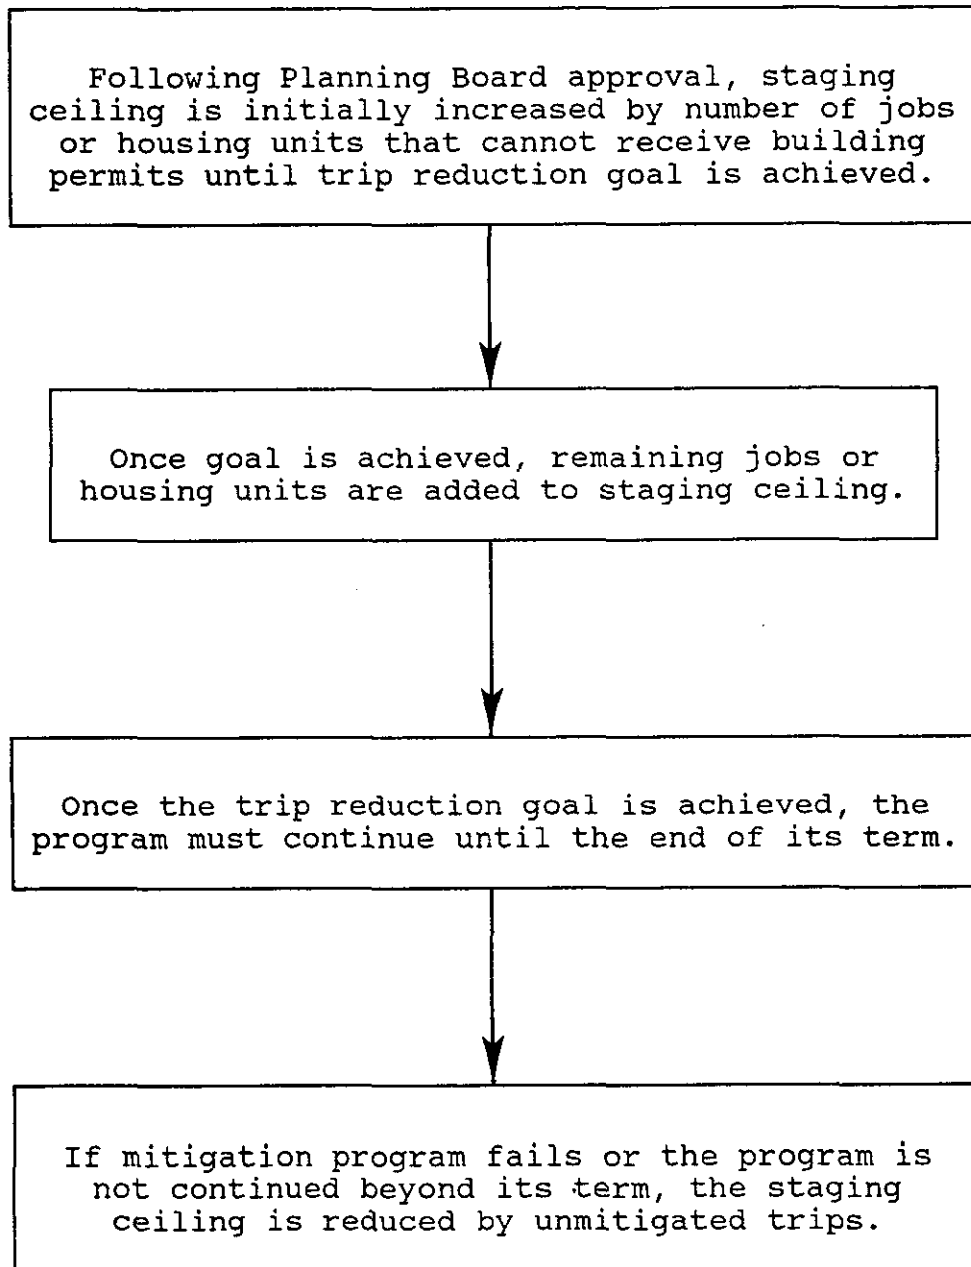 Following Planning Board approval, staging
ceiling is initially increased by number of jobs
or housing units that cannot receive building
permits until trip reduction goal is achieved.
Once goal is achieved, remaining jobs or
housing units are added to staging ceiling.
Once the trip reduction goal is achieved, the
program must continue until the end of its term.
If mitigation program fails or the program is
not continued beyond its term, the staging
ceiling is reduced by unmitigated trips.